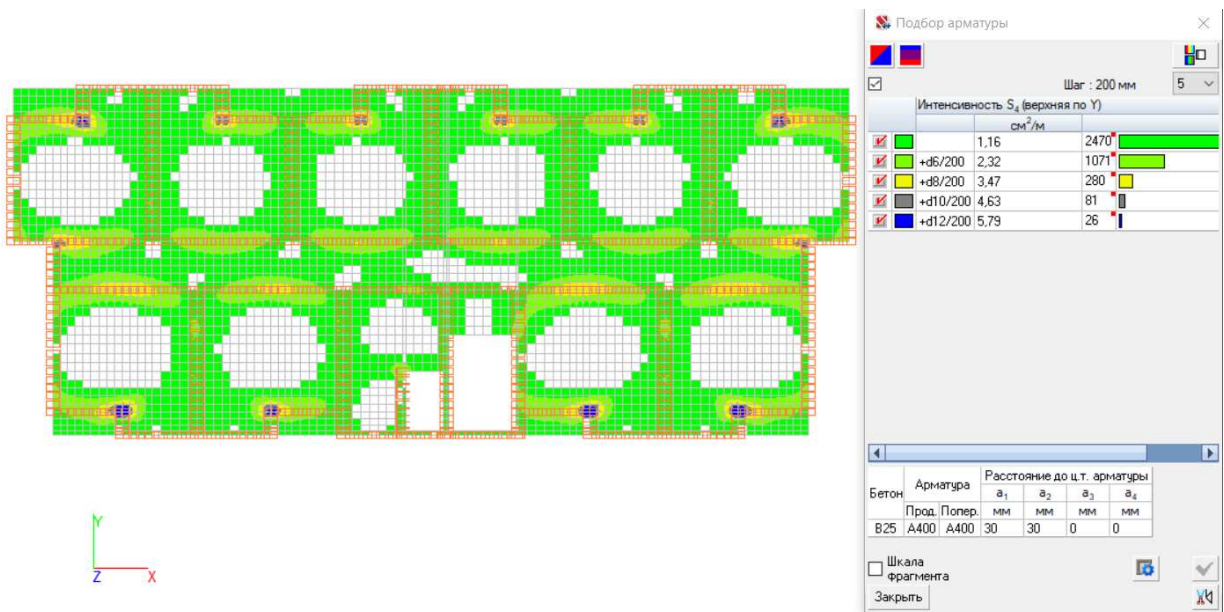 Подбор арматуры
Шаг : 200 мм 5
Интенсивность S4 (верхняя по Y)
см2/м
1,16 2470
+d6/200 2,32 1071
+d8/200 3,47 280
+d10/200 4,63 81
+d12/200 5,79 26
Бетон Арматура Расстояние до ц.т. арматуры
a1 a2 a3 a4
Прод. Попер. мм мм мм мм
B25 A400 A400 30 30 0 0
Шкала
фрагмента
Закрыть
Y
Z X